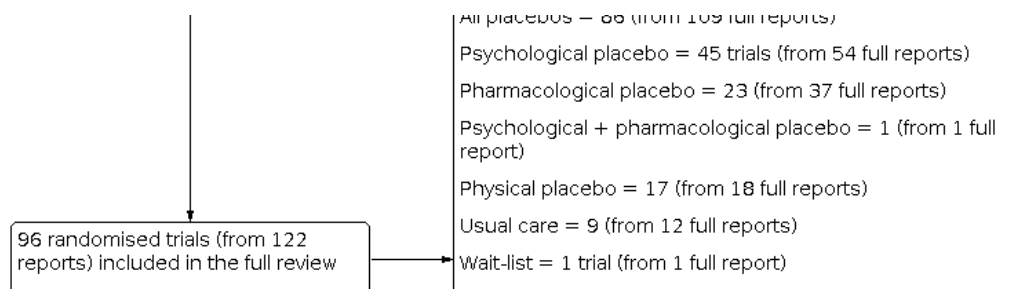 All placebos = 86 (from 109 full reports)
Psychological placebo = 45 trials (from 54 full reports)
Pharmacological placebo = 23 (from 37 full reports)
Psychological + pharmacological placebo = 1 (from 1 full
report)
Physical placebo = 17 (from 18 full reports)
Usual care = 9 (from 12 full reports)
Wait-list = 1 trial (from 1 full report)
96 randomised trials (from 122
reports) included in the full review